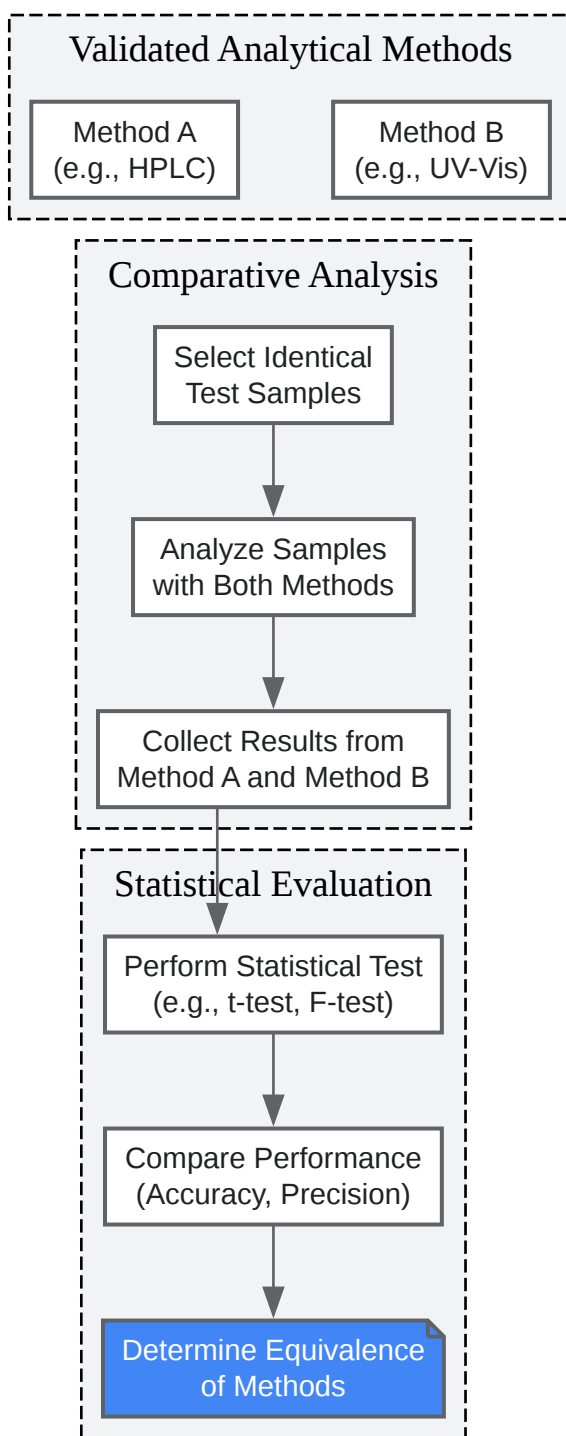 Validated Analytical Methods
Method A
(e.g., HPLC)
Method B
(e.g., UV-Vis)
Comparative Analysis
Select Identical
Test Samples
Analyze Samples
with Both Methods
Collect Results from
Method A and Method B
Statistical Evaluation
Perform Statistical Test
(e.g., t-test, F-test)
Compare Performance
(Accuracy, Precision)
Determine Equivalence
of Methods